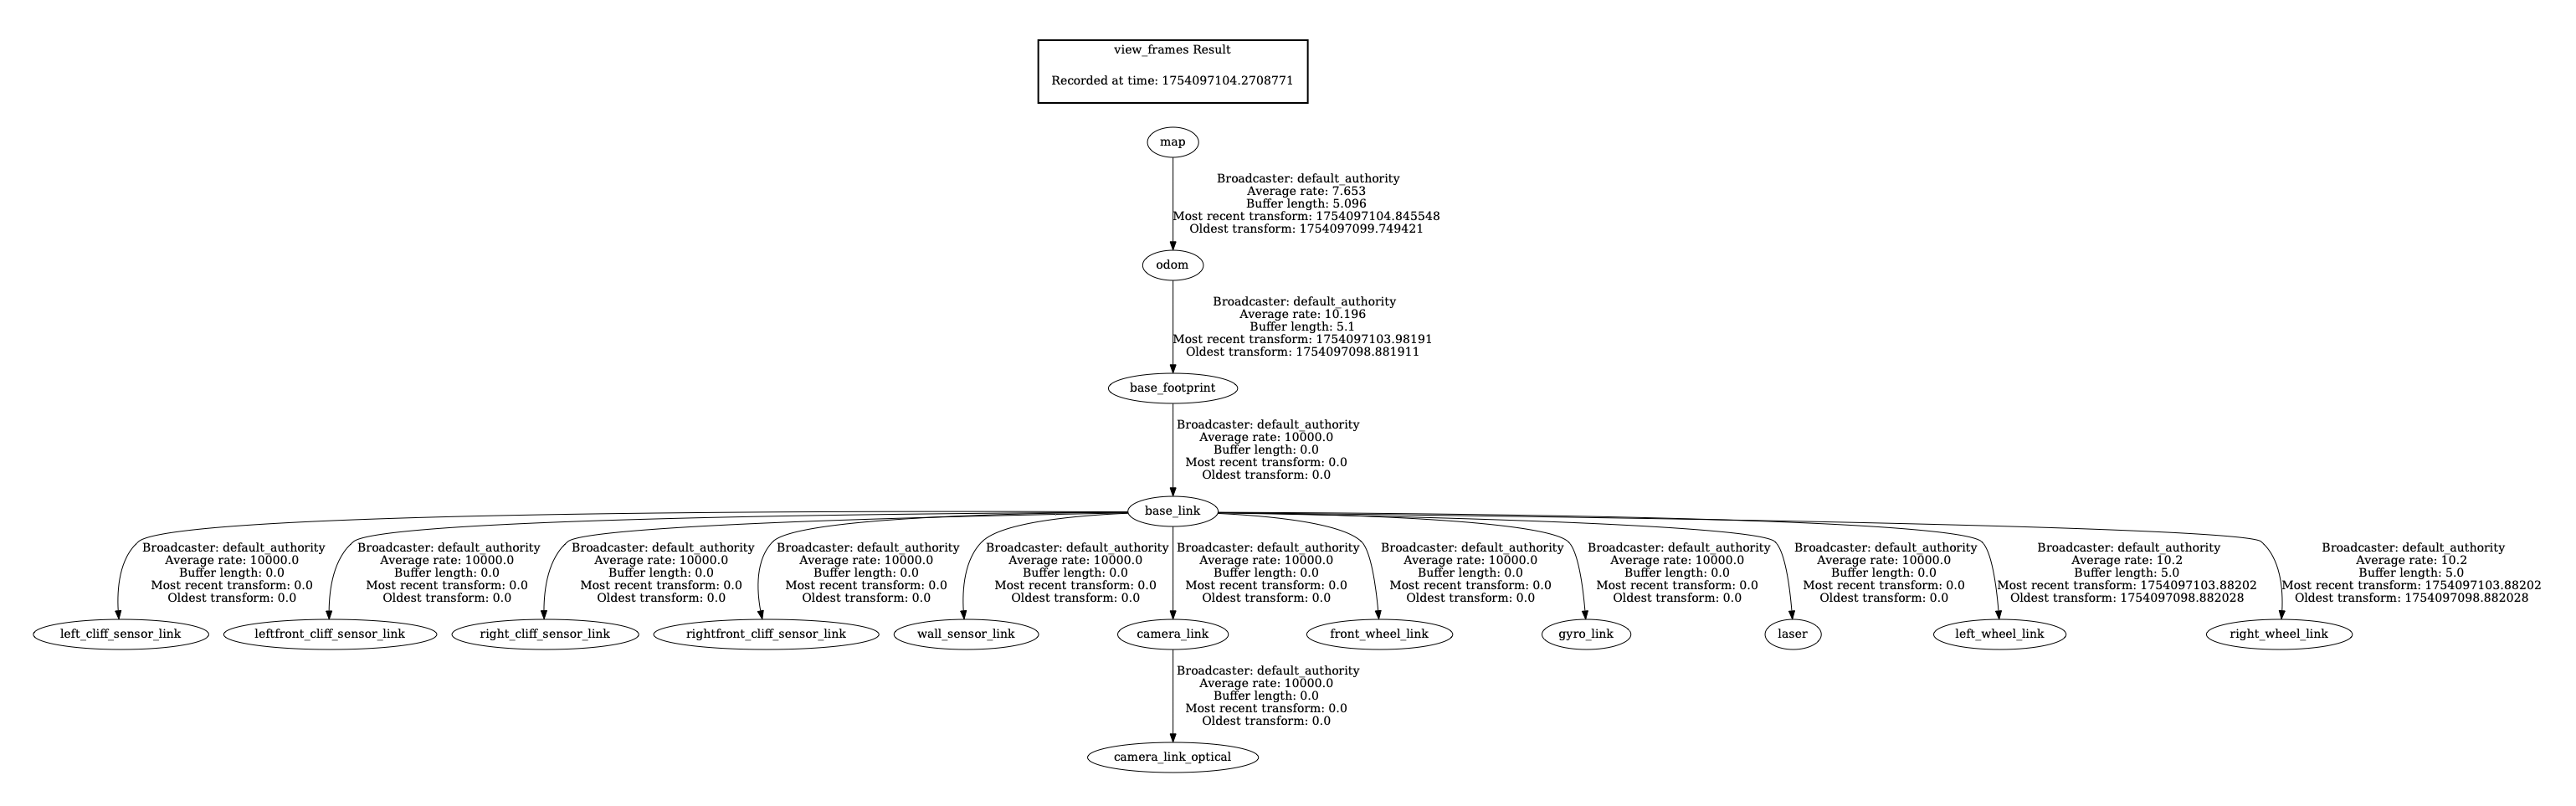 view_frames Result
Recorded at time: 1754097104.2708771
map
Broadcaster: default_authority
Average rate: 7.653
Buffer length: 5.096
Most recent transform: 1754097104.845548
Oldest transform: 1754097099.749421
odom
Broadcaster: default_authority
Average rate: 10.196
Buffer length: 5.1
Most recent transform: 1754097103.98191
Oldest transform: 1754097098.881911
base_footprint
Broadcaster: default_authority
Average rate: 10000.0
Buffer length: 0.0
Most recent transform: 0.0
Oldest transform: 0.0
base_link
Broadcaster: default_authority
Average rate: 10000.0
Buffer length: 0.0
Most recent transform: 0.0
Oldest transform: 0.0
Broadcaster: default_authority
Average rate: 10000.0
Buffer length: 0.0
Most recent transform: 0.0
Oldest transform: 0.0
Broadcaster: default_authority
Average rate: 10000.0
Buffer length: 0.0
Most recent transform: 0.0
Oldest transform: 0.0
Broadcaster: default_authority
Average rate: 10000.0
Buffer length: 0.0
Most recent transform: 0.0
Oldest transform: 0.0
Broadcaster: default_authority
Average rate: 10000.0
Buffer length: 0.0
Most recent transform: 0.0
Oldest transform: 0.0
Broadcaster: default_authority
Average rate: 10000.0
Buffer length: 0.0
Most recent transform: 0.0
Oldest transform: 0.0
Broadcaster: default_authority
Average rate: 10000.0
Buffer length: 0.0
Most recent transform: 0.0
Oldest transform: 0.0
Broadcaster: default_authority
Average rate: 10000.0
Buffer length: 0.0
Most recent transform: 0.0
Oldest transform: 0.0
Broadcaster: default_authority
Average rate: 10000.0
Buffer length: 0.0
Most recent transform: 0.0
Oldest transform: 0.0
Broadcaster: default_authority
Average rate: 10.2
Buffer length: 5.0
Most recent transform: 1754097103.88202
Oldest transform: 1754097098.882028
Broadcaster: default_authority
Average rate: 10.2
Buffer length: 5.0
Most recent transform: 1754097103.88202
Oldest transform: 1754097098.882028
left_cliff_sensor_link
leftfront_cliff_sensor_link
right_cliff_sensor_link
rightfront_cliff_sensor_link
wall_sensor_link
camera_link
front_wheel_link
gyro_link
laser
left_wheel_link
right_wheel_link
Broadcaster: default_authority
Average rate: 10000.0
Buffer length: 0.0
Most recent transform: 0.0
Oldest transform: 0.0
camera_link_optical